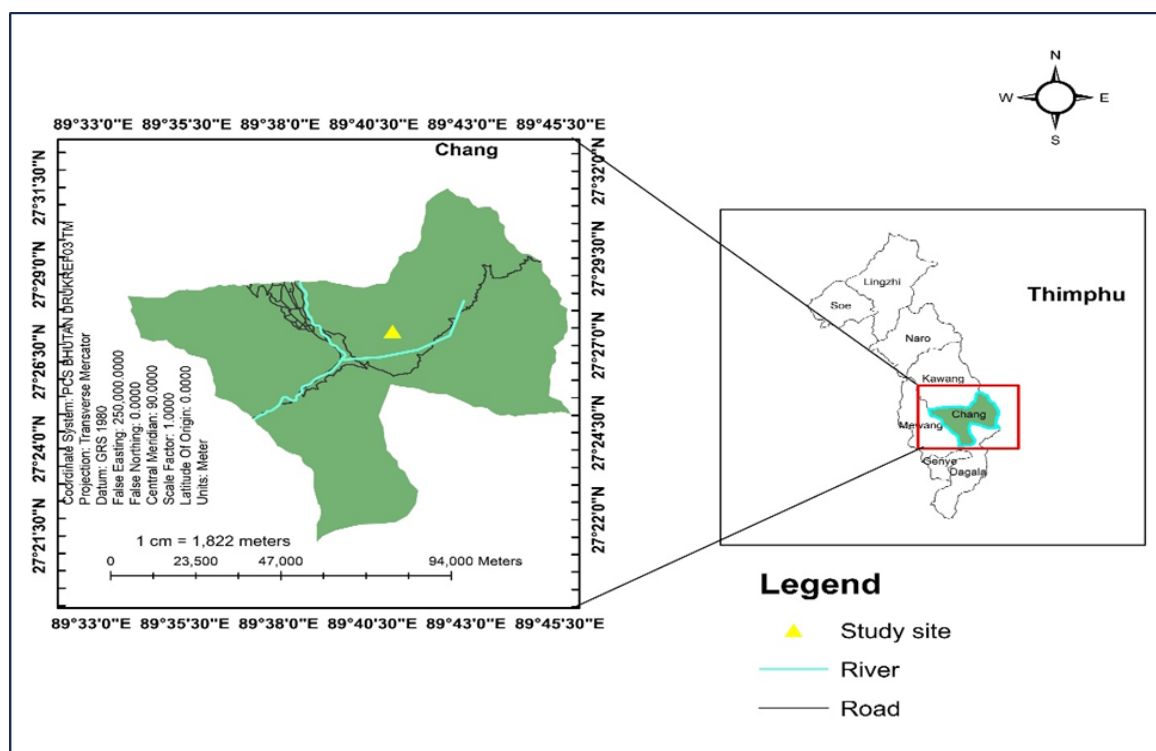 N
W E
S
89°33'0"E 89°35'30"E 89°38'0"E 89°40'30"E 89°43'0"E 89°45'30"E
Chang
27°31'30"N
27°29'0"N
27°26'30"N
27°24'0"N
27°21'30"N
27°32'0"N
27°29'30"N
27°27'0"N
27°24'30"N
27°22'0"N
Coordinate System: PCS BHUTAN DRUKREF03 TM
Projection: Transverse Mercator
Datum: GRS 1980
False Easting: 250,000.0000
False Northing: 0.0000
Central Meridian: 90.0000
Scale Factor: 1.0000
Latitude Of Origin: 0.0000
Units: Meter
1 cm = 1,822 meters
0 23,500 47,000 94,000 Meters
89°33'0"E 89°35'30"E 89°38'0"E 89°40'30"E 89°43'0"E 89°45'30"E
Thimphu
Lingzhi
Soe
Naro
Kawang
Chang
Mewang
Genye
Dagala
Legend
Study site
River
Road